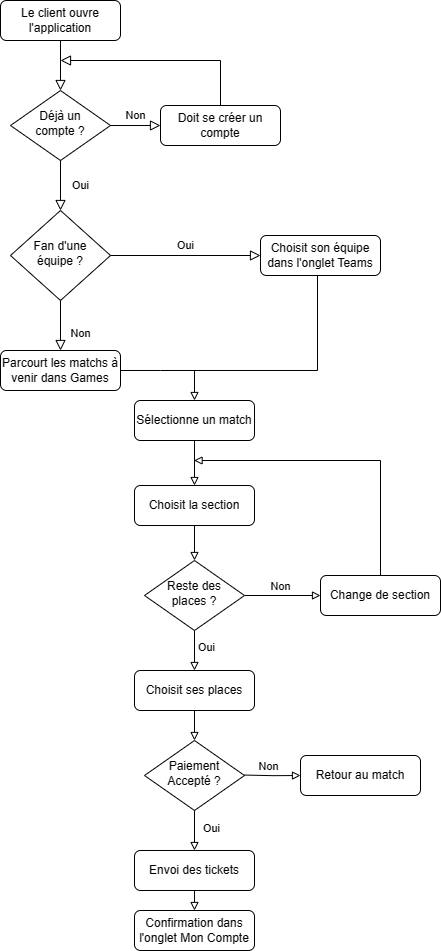 Le client ouvre
l'application
Déjà un
compte ?
Non
Doit se créer un
compte
Oui
Fan d'une
équipe ?
Oui
Choisit son équipe
dans l'onglet Teams
Non
Parcourt les matchs à
venir dans Games
Sélectionne un match
Choisit la section
Reste des
places ?
Non
Change de section
Oui
Choisit ses places
Paiement
Accepté ?
Non
Retour au match
Oui
Envoi des tickets
Confirmation dans
l'onglet Mon Compte